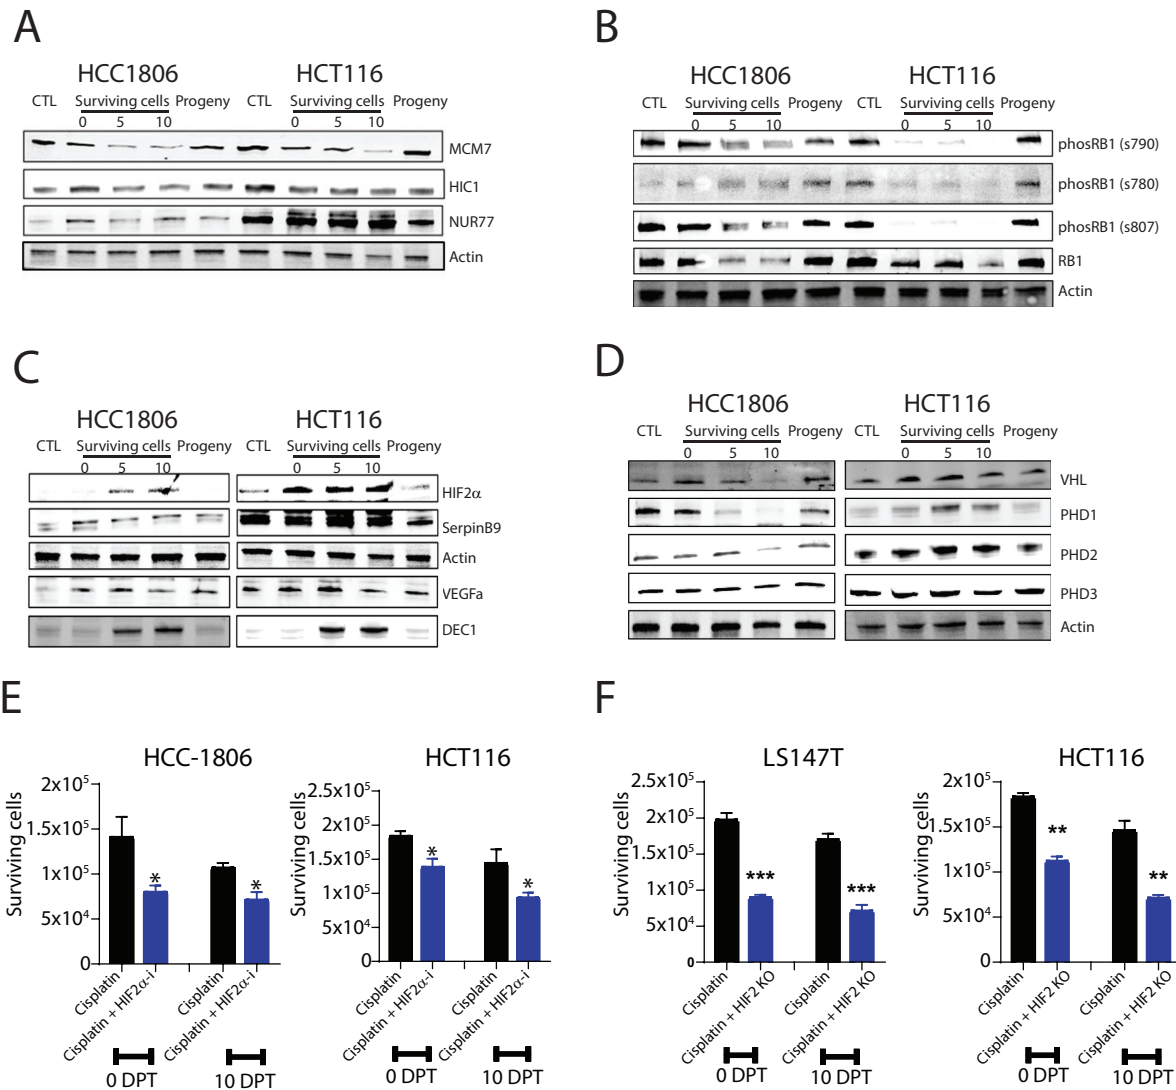 A
HCC1806 HCT116
CTL Surviving cells Progeny CTL Surviving cells Progeny
0 5 10 0 5 10
MCM7
HIC1
NUR77
Actin
B
HCC1806 HCT116
CTL Surviving cells Progeny CTL Surviving cells Progeny
0 5 10 0 5 10
phosRB1 (s790)
phosRB1 (s780)
phosRB1 (s807)
RB1
Actin
C
HCC1806 HCT116
CTL Surviving cells Progeny CTL Surviving cells Progeny
0 5 10 0 5 10
HIF2α
SerpinB9
Actin
VEGFa
DEC1
D
HCC1806 HCT116
CTL Surviving cells Progeny CTL Surviving cells Progeny
0 5 10 0 5 10
VHL
PHD1
PHD2
PHD3
Actin
E
HCC-1806
Surviving cells
2x10⁵
1.5x10⁵
1x10⁵
5x10⁴
0
* *
Cisplatin
Cisplatin + HIF2α-i
Cisplatin
Cisplatin + HIF2α-i
0 DPT 10 DPT
HCT116
Surviving cells
2.5x10⁵
2x10⁵
1.5x10⁵
1x10⁵
5x10⁴
0
* *
Cisplatin
Cisplatin + HIF2α-i
Cisplatin
Cisplatin + HIF2α-i
0 DPT 10 DPT
F
LS147T
Surviving cells
2.5x10⁵
2x10⁵
1.5x10⁵
1x10⁵
5x10⁴
0
*** ***
Cisplatin
Cisplatin + HIF2 KO
Cisplatin
Cisplatin + HIF2 KO
0 DPT 10 DPT
HCT116
Surviving cells
2x10⁵
1.5x10⁵
1x10⁵
5x10⁴
0
** **
Cisplatin
Cisplatin + HIF2 KO
Cisplatin
Cisplatin + HIF2 KO
0 DPT 10 DPT